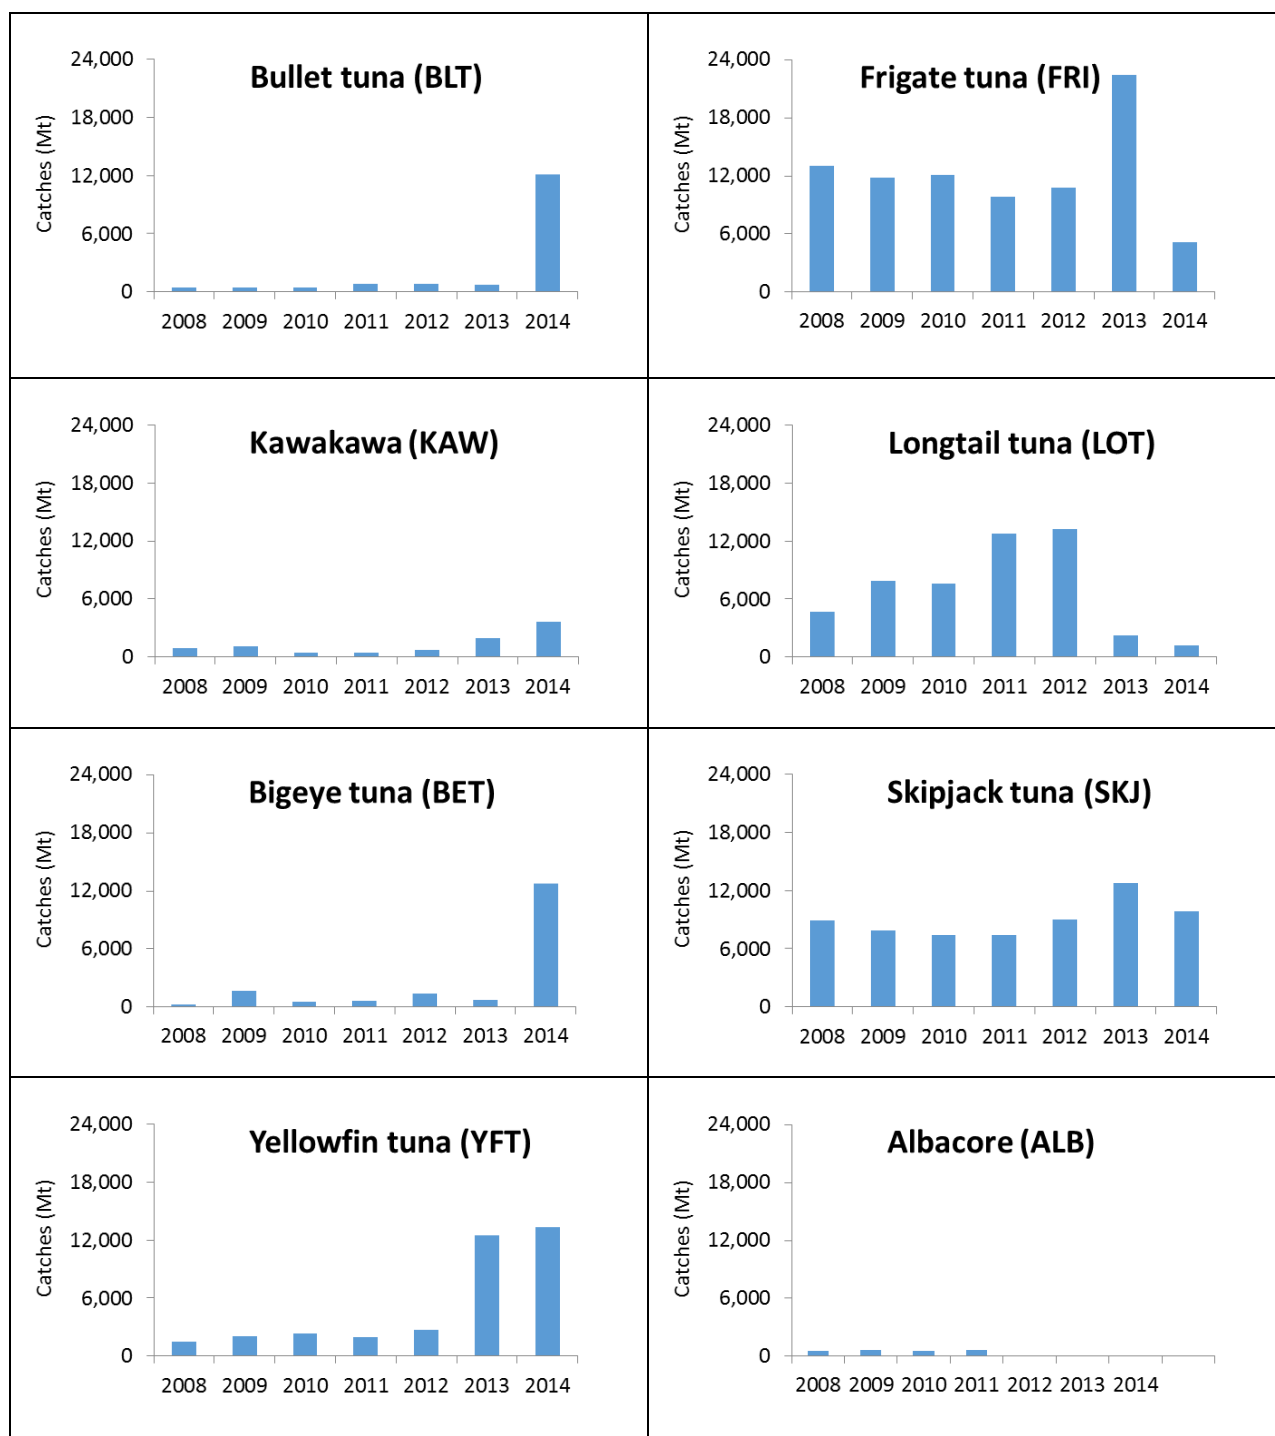 Bullet tuna (BLT)
Catches (Mt)
24,000
18,000
12,000
6,000
0
2008 2009 2010 2011 2012 2013 2014
Frigate tuna (FRI)
Catches (Mt)
24,000
18,000
12,000
6,000
0
2008 2009 2010 2011 2012 2013 2014
Kawakawa (KAW)
Catches (Mt)
24,000
18,000
12,000
6,000
0
2008 2009 2010 2011 2012 2013 2014
Longtail tuna (LOT)
Catches (Mt)
24,000
18,000
12,000
6,000
0
2008 2009 2010 2011 2012 2013 2014
Bigeye tuna (BET)
Catches (Mt)
24,000
18,000
12,000
6,000
0
2008 2009 2010 2011 2012 2013 2014
Skipjack tuna (SKJ)
Catches (Mt)
24,000
18,000
12,000
6,000
0
2008 2009 2010 2011 2012 2013 2014
Yellowfin tuna (YFT)
Catches (Mt)
24,000
18,000
12,000
6,000
0
2008 2009 2010 2011 2012 2013 2014
Albacore (ALB)
Catches (Mt)
24,000
18,000
12,000
6,000
0
2008 2009 2010 2011 2012 2013 2014